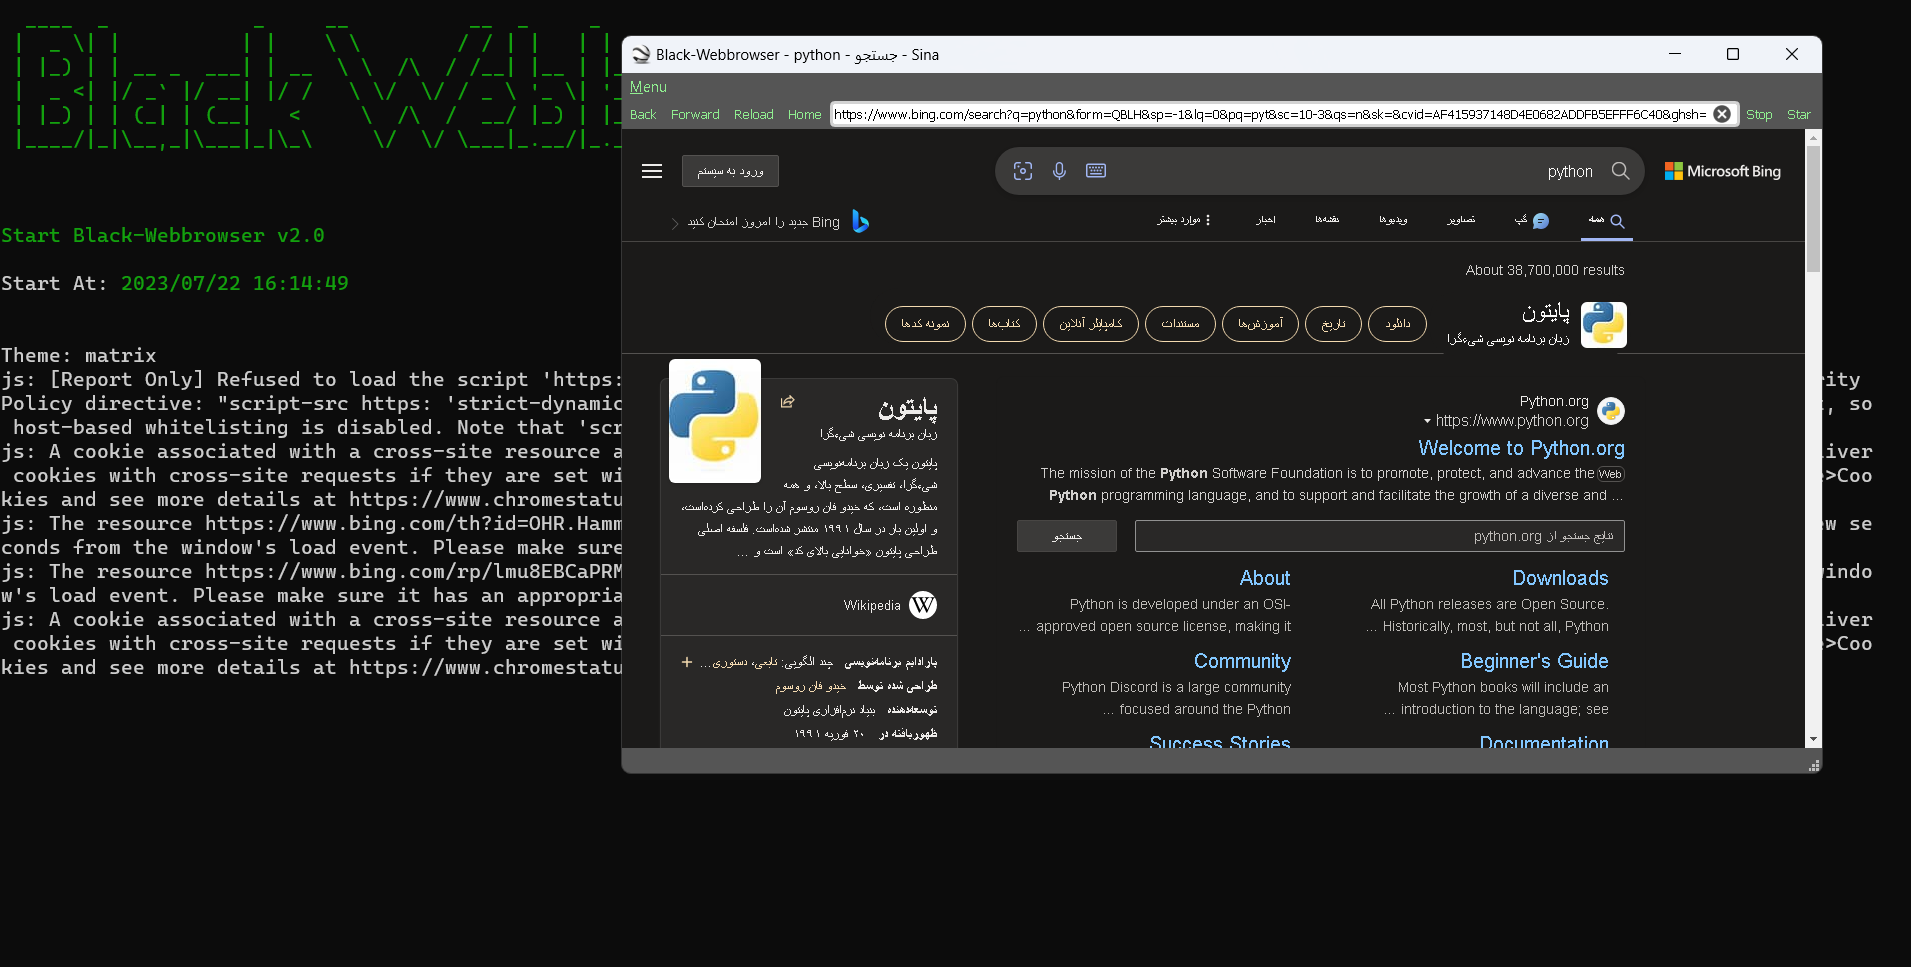 Black Web
Start Black-Webbrowser v2.0
Start At: 2023/07/22 16:14:49
Theme: matrix
js: [Report Only] Refused to load the script 'https:
Policy directive: "script-src https: 'strict-dynamic
host-based whitelisting is disabled. Note that 'scr
js: A cookie associated with a cross-site resource a
cookies with cross-site requests if they are set wi
kies and see more details at https://www.chromestatu
js: The resource https://www.bing.com/th?id=OHR.Hamm
conds from the window's load event. Please make sure
js: The resource https://www.bing.com/rp/lmu8EBCaPRM
w's load event. Please make sure it has an appropria
js: A cookie associated with a cross-site resource a
cookies with cross-site requests if they are set wi
kies and see more details at https://www.chromestatu
Black-Webbrowser - python - جستجو - Sina
Menu
Back Forward Reload Home https://www.bing.com/search?q=python&form=QBLH&sp=-1&lq=0&pq=pyt&sc=10-3&qs=n&sk=&cvid=AF415937148D4E0682ADDFB5EFFF6C40&ghsh= Stop Star
ورود به سیستم
python
Microsoft Bing
Bing جدید را امروز امتحان کنید
همه گپ تصاویر ویدیوها نقشه‌ها اخبار موارد بیشتر
About 38,700,000 results
پایتون
زبان برنامه نویسی شیءگرا
دانلود تاریخ آموزش‌ها مستندات کامپایلر آنلاین کتاب‌ها نمونه کدها
Python.org
https://www.python.org
Welcome to Python.org
Web The mission of the Python Software Foundation is to promote, protect, and advance the
Python programming language, and to support and facilitate the growth of a diverse and ...
نتایج جستجو از python.org
جستجو
Downloads
All Python releases are Open Source.
Historically, most, but not all, Python ...
About
Python is developed under an OSI-
approved open source license, making it ...
Beginner's Guide
Most Python books will include an
introduction to the language; see ...
Community
Python Discord is a large community
focused around the Python ...
Documentation
Success Stories
پایتون
زبان برنامه نویسی شیءگرا
پایتون یک زبان برنامه‌نویسی
شیءگرا، تفسیری، سطح بالا، و همه
منظوره است، که خیدو فان روسوم آن را طراحی کرده‌است،
و اولین بار در سال ۱۹۹۱ منتشر شده‌است. فلسفه اصلی
طراحی پایتون «خوانایی بالای کد» است و ...
Wikipedia
پارادایم برنامه‌نویسی چند الگویی: تابعی، دستوری...
طراحی شده توسط خیدو فان روسوم
توسعه‌دهنده بنیاد نرم‌افزاری پایتون
ظهوریافته در ۲۰ فوریه ۱۹۹۱
rity
, so
liver
>Coo
w se
windo
liver
>Coo